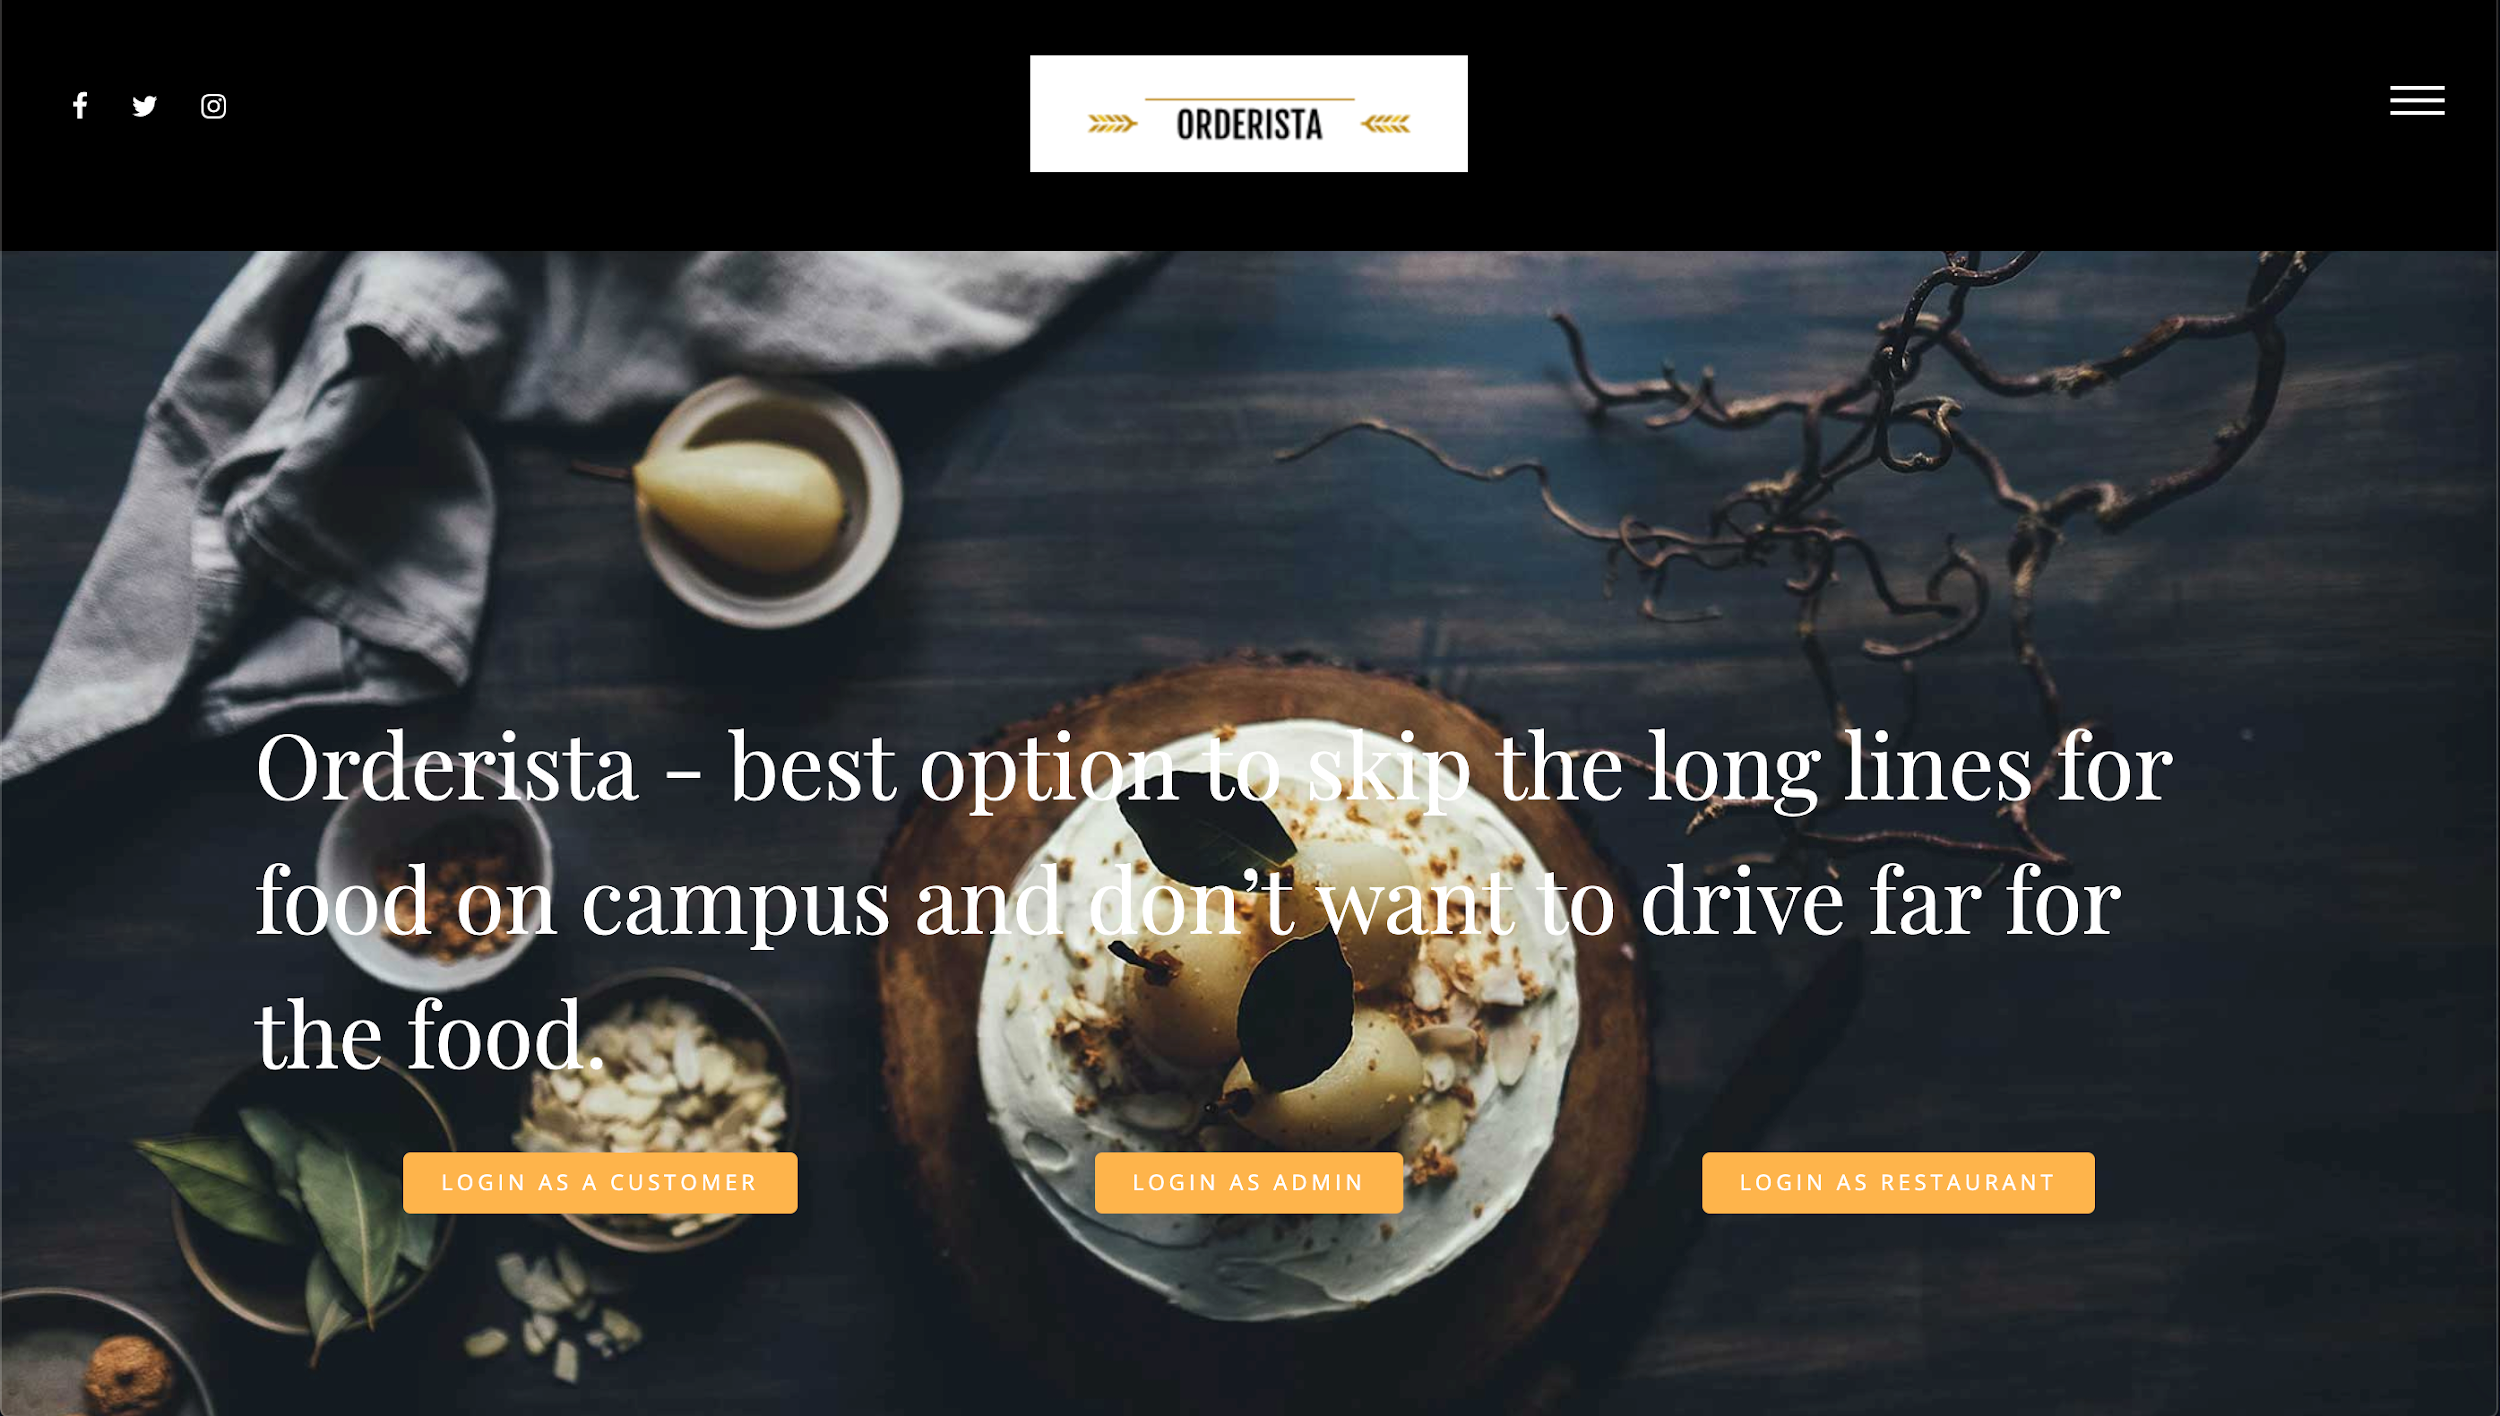 ORDERISTA
Orderista - best option to skip the long lines for
food on campus and don’t want to drive far for
the food.
LOGIN AS A CUSTOMER
LOGIN AS ADMIN
LOGIN AS RESTAURANT